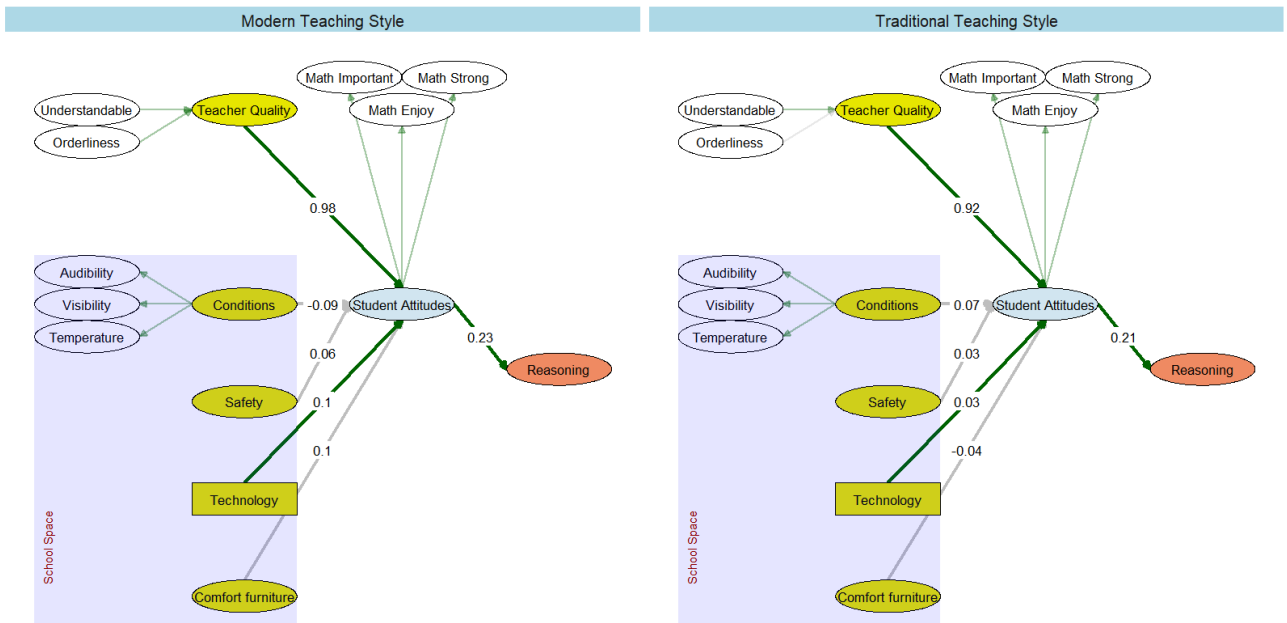 Modern Teaching Style
Math Important
Math Strong
Understandable
Teacher Quality
Math Enjoy
Orderliness
0.98
Audibility
Visibility
Conditions
-0.09
Student Attitudes
Temperature
0.23
0.06
Reasoning
Safety
0.1
0.1
Technology
School Space
Comfort furniture
Traditional Teaching Style
Math Important
Math Strong
Understandable
Teacher Quality
Math Enjoy
Orderliness
0.92
Audibility
Visibility
Conditions
0.07
Student Attitudes
Temperature
0.21
0.03
Reasoning
Safety
0.03
-0.04
Technology
School Space
Comfort furniture